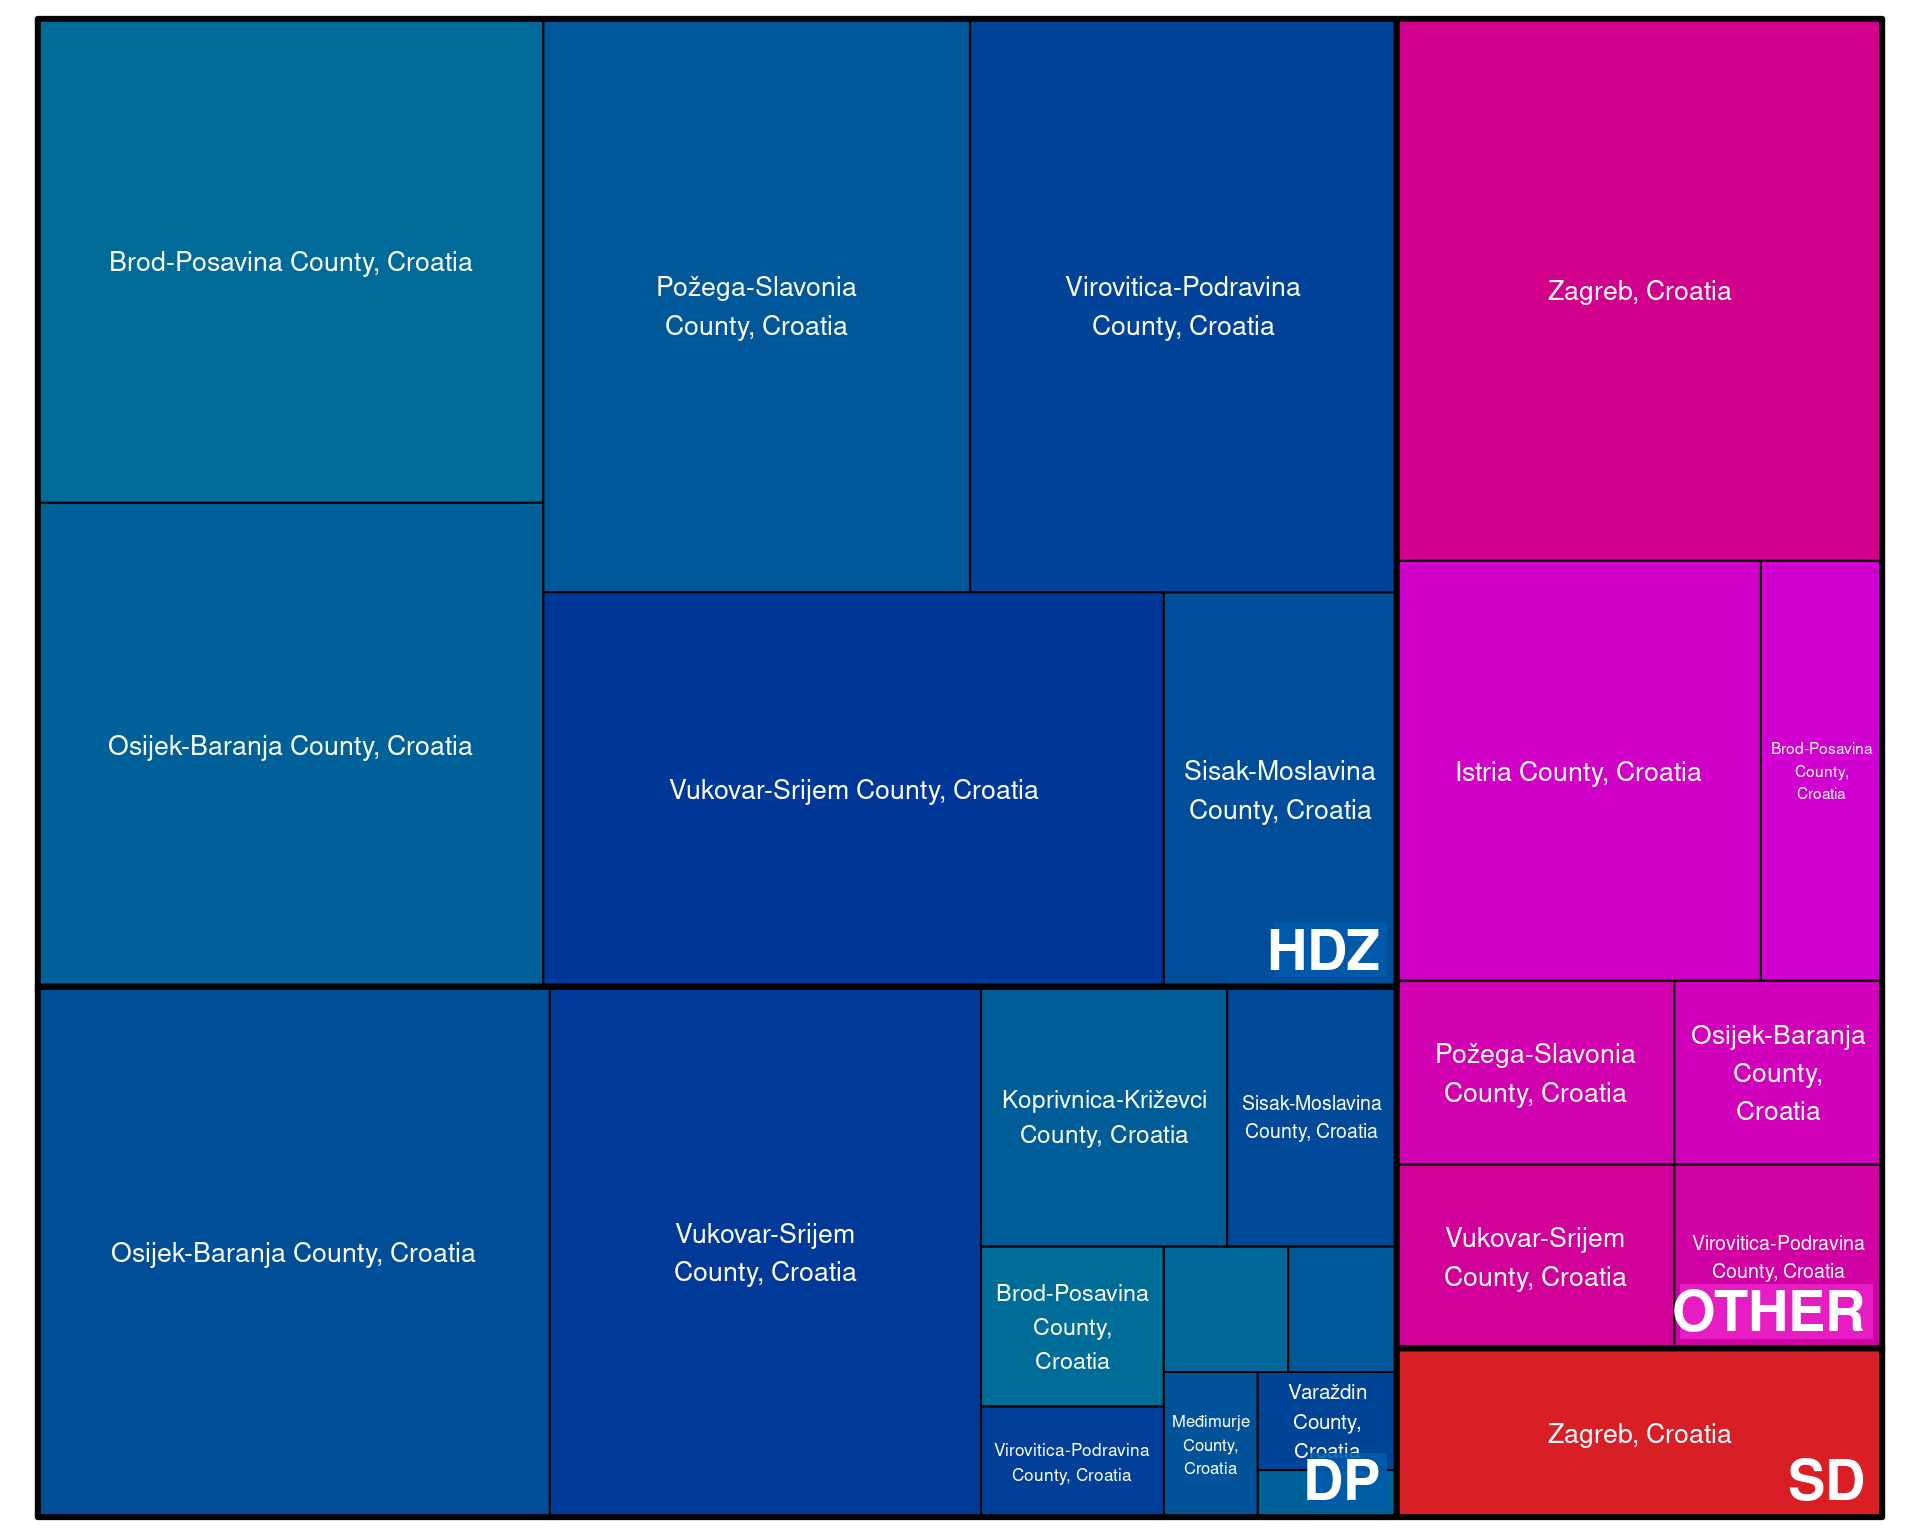 Brod-Posavina County, Croatia
Požega-Slavonia
County, Croatia
Virovitica-Podravina
County, Croatia
Osijek-Baranja County, Croatia
Vukovar-Srijem County, Croatia
Sisak-Moslavina
County, Croatia
HDZ
Osijek-Baranja County, Croatia
Vukovar-Srijem
County, Croatia
Koprivnica-Križevci
County, Croatia
Sisak-Moslavina
County, Croatia
Brod-Posavina
County,
Croatia
Virovitica-Podravina
County, Croatia
Međimurje
County,
Croatia
Varaždin
County,
Croatia
DP
Zagreb, Croatia
Istria County, Croatia
Brod-Posavina
County,
Croatia
Požega-Slavonia
County, Croatia
Osijek-Baranja
County,
Croatia
Vukovar-Srijem
County, Croatia
Virovitica-Podravina
County, Croatia
OTHER
Zagreb, Croatia
SD